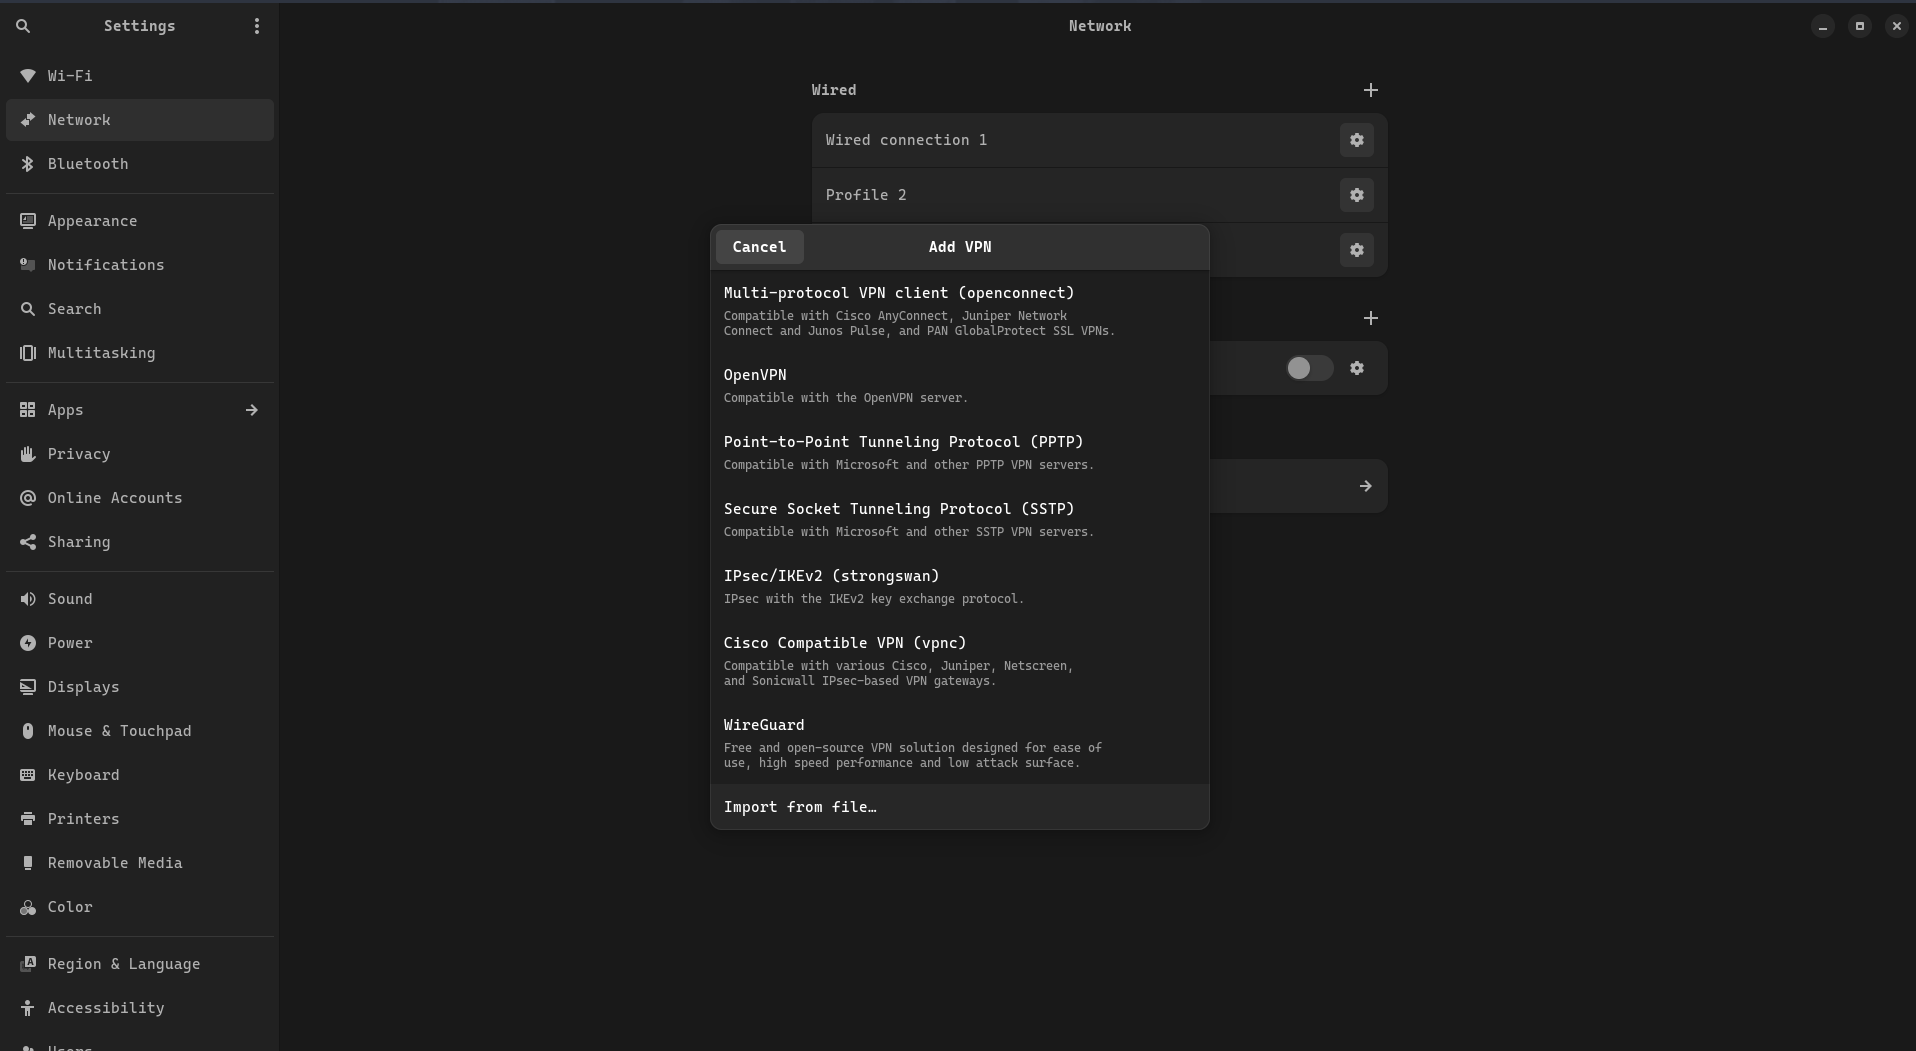 Settings
Network
Wi-Fi
Network
Bluetooth
Appearance
Notifications
Search
Multitasking
Apps
Privacy
Online Accounts
Sharing
Sound
Power
Displays
Mouse & Touchpad
Keyboard
Printers
Removable Media
Color
Region & Language
Accessibility
Wired
Wired connection 1
Profile 2
Cancel
Add VPN
Multi-protocol VPN client (openconnect)
Compatible with Cisco AnyConnect, Juniper Network
Connect and Junos Pulse, and PAN GlobalProtect SSL VPNs.
OpenVPN
Compatible with the OpenVPN server.
Point-to-Point Tunneling Protocol (PPTP)
Compatible with Microsoft and other PPTP VPN servers.
Secure Socket Tunneling Protocol (SSTP)
Compatible with Microsoft and other SSTP VPN servers.
IPsec/IKEv2 (strongswan)
IPsec with the IKEv2 key exchange protocol.
Cisco Compatible VPN (vpnc)
Compatible with various Cisco, Juniper, Netscreen,
and Sonicwall IPsec-based VPN gateways.
WireGuard
Free and open-source VPN solution designed for ease of
use, high speed performance and low attack surface.
Import from file…